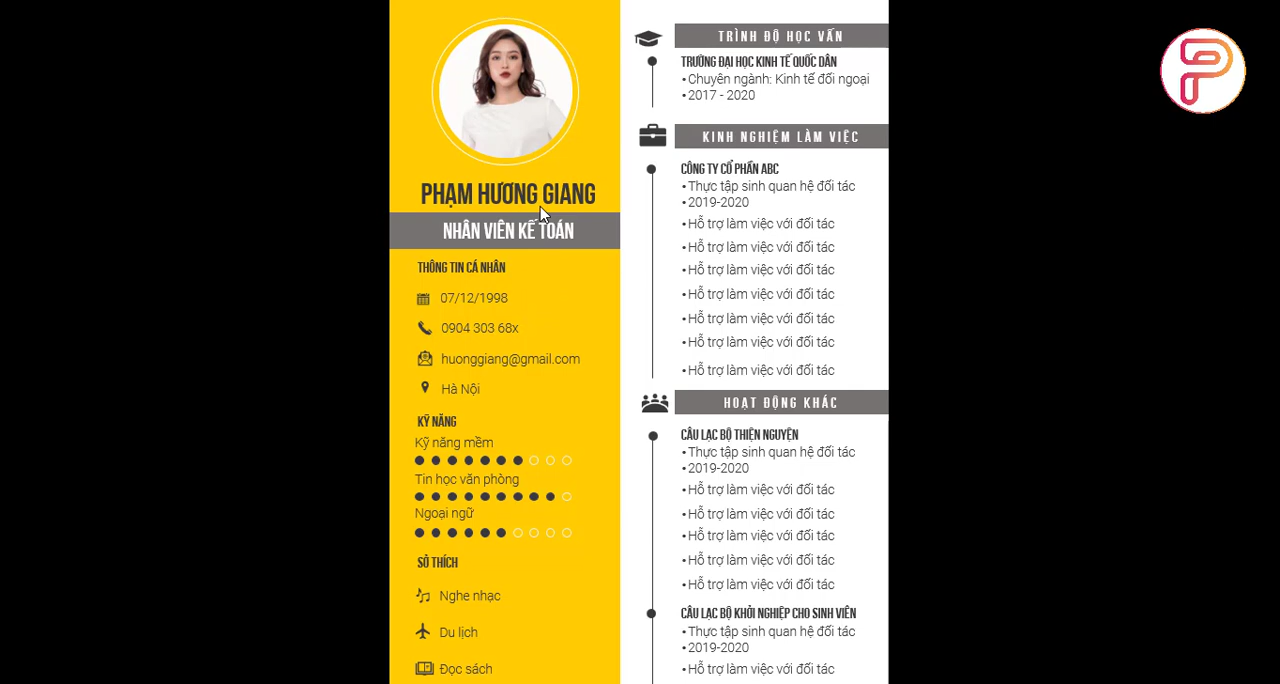 PHẠM HƯƠNG GIANG
NHÂN VIÊN KẾ TOÁN
THÔNG TIN CÁ NHÂN
07/12/1998
0904 303 68x
huonggiang@gmail.com
Hà Nội
KỸ NĂNG
Kỹ năng mềm
Tin học văn phòng
Ngoại ngữ
SỞ THÍCH
Nghe nhạc
Du lịch
Đọc sách
TRÌNH ĐỘ HỌC VẤN
TRƯỜNG ĐẠI HỌC KINH TẾ QUỐC DÂN
•Chuyên ngành: Kinh tế đối ngoại
•2017 - 2020
KINH NGHIỆM LÀM VIỆC
CÔNG TY CỔ PHẦN ABC
•Thực tập sinh quan hệ đối tác
•2019-2020
•Hỗ trợ làm việc với đối tác
•Hỗ trợ làm việc với đối tác
•Hỗ trợ làm việc với đối tác
•Hỗ trợ làm việc với đối tác
•Hỗ trợ làm việc với đối tác
•Hỗ trợ làm việc với đối tác
•Hỗ trợ làm việc với đối tác
HOẠT ĐỘNG KHÁC
CÂU LẠC BỘ THIỆN NGUYỆN
•Thực tập sinh quan hệ đối tác
•2019-2020
•Hỗ trợ làm việc với đối tác
•Hỗ trợ làm việc với đối tác
•Hỗ trợ làm việc với đối tác
•Hỗ trợ làm việc với đối tác
•Hỗ trợ làm việc với đối tác
CÂU LẠC BỘ KHỞI NGHIỆP CHO SINH VIÊN
•Thực tập sinh quan hệ đối tác
•2019-2020
•Hỗ trợ làm việc với đối tác